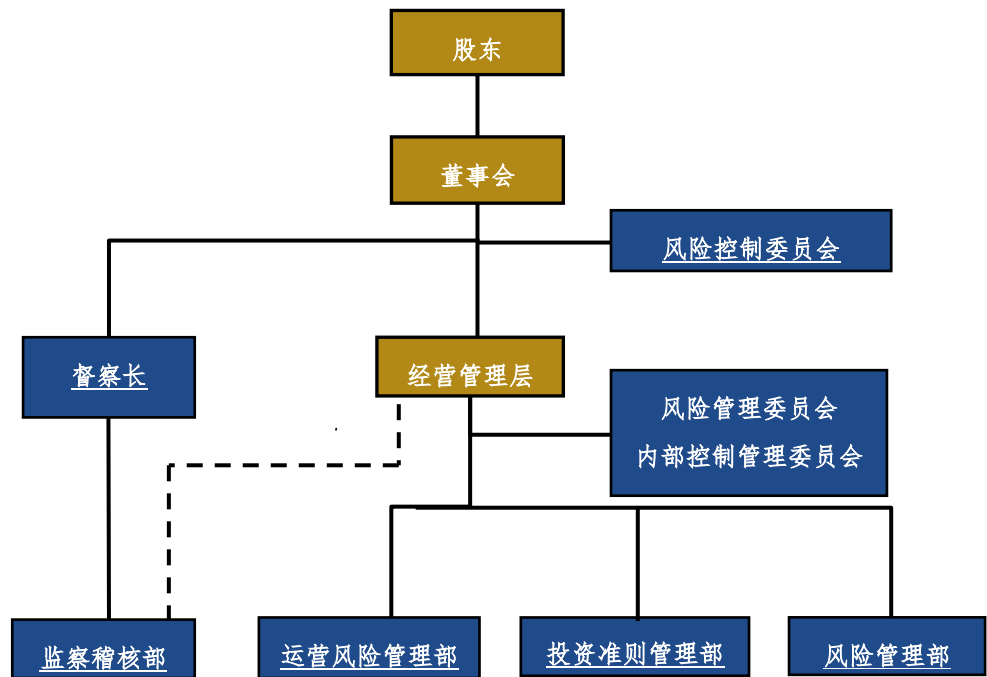 股东
董事会
风险控制委员会
督察长
经营管理层
风险管理委员会
内部控制管理委员会
监察稽核部
运营风险管理部
投资准则管理部
风险管理部